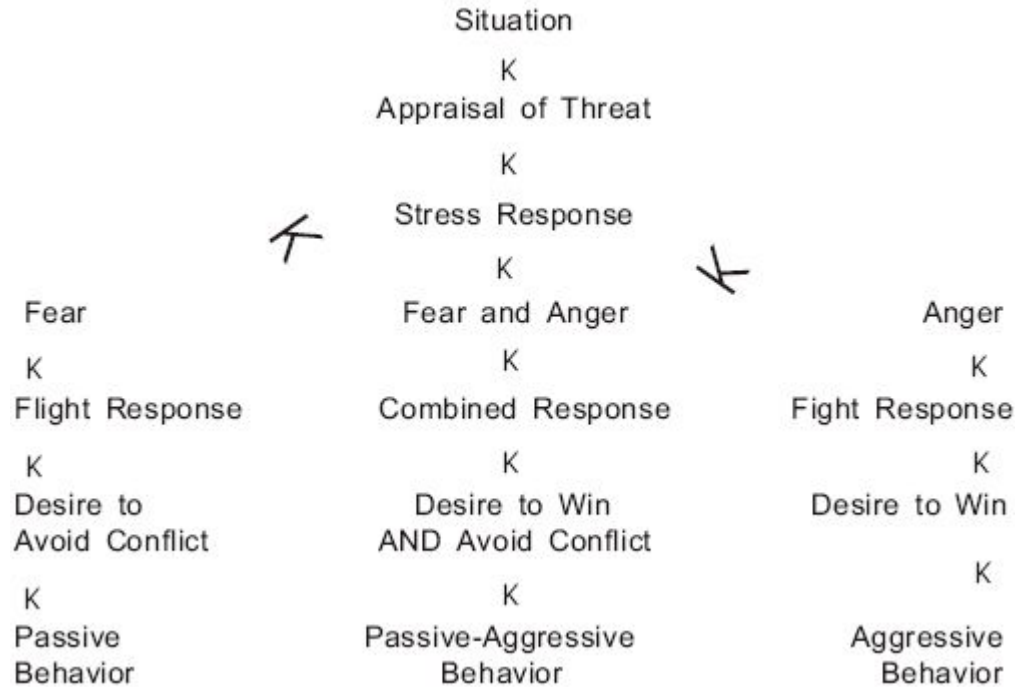 Situation
K
Appraisal of Threat
K
Stress Response
K K
K
Fear Fear and Anger Anger
K K K
Flight Response Combined Response Fight Response
K K K
Desire to Desire to Win Desire to Win
Avoid Conflict AND Avoid Conflict
K K K
Passive Passive-Aggressive Aggressive
Behavior Behavior Behavior